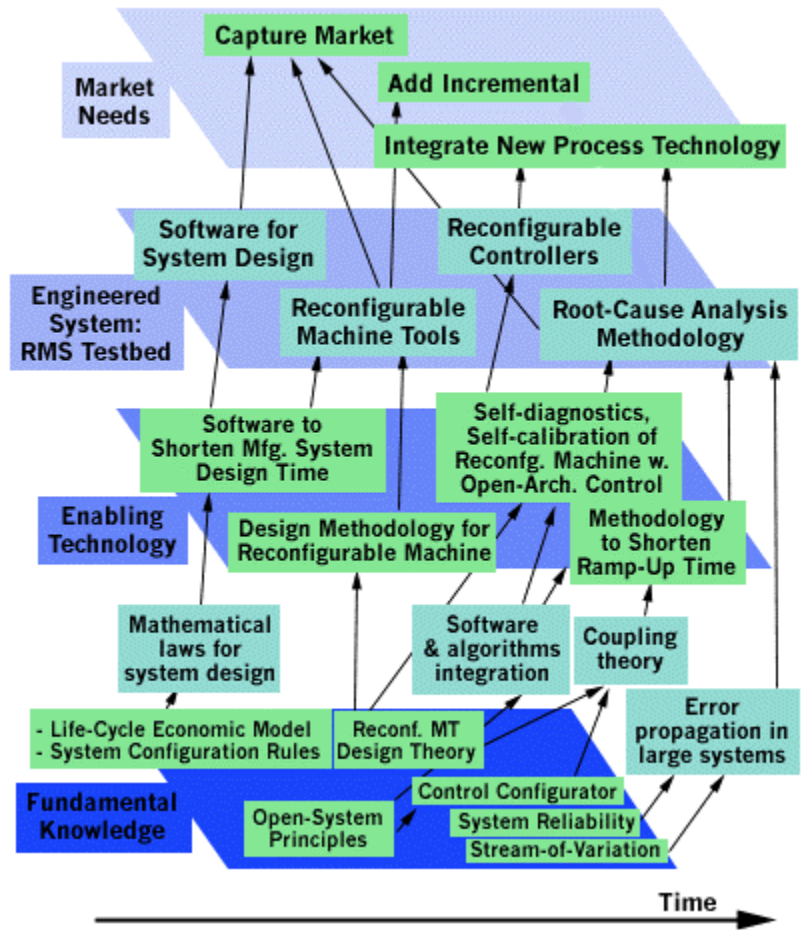 Capture Market
Add Incremental
Market
Needs
Integrate New Process Technology
Software for
System Design
Reconfigurable
Controllers
Engineered
System:
RMS Testbed
Reconfigurable
Machine Tools
Root-Cause Analysis
Methodology
Software to
Shorten Mfg. System
Design Time
Self-diagnostics,
Self-calibration of
Reconfg. Machine w.
Open-Arch. Control
Enabling
Technology
Design Methodology for
Reconfigurable Machine
Methodology
to Shorten
Ramp-Up Time
Mathematical
laws for
system design
Software
& algorithms
integration
Coupling
theory
- Life-Cycle Economic Model
- System Configuration Rules
Reconf. MT
Design Theory
Error
propagation in
large systems
Fundamental
Knowledge
Open-System
Principles
Control Configurator
System Reliability
Stream-of-Variation
Time